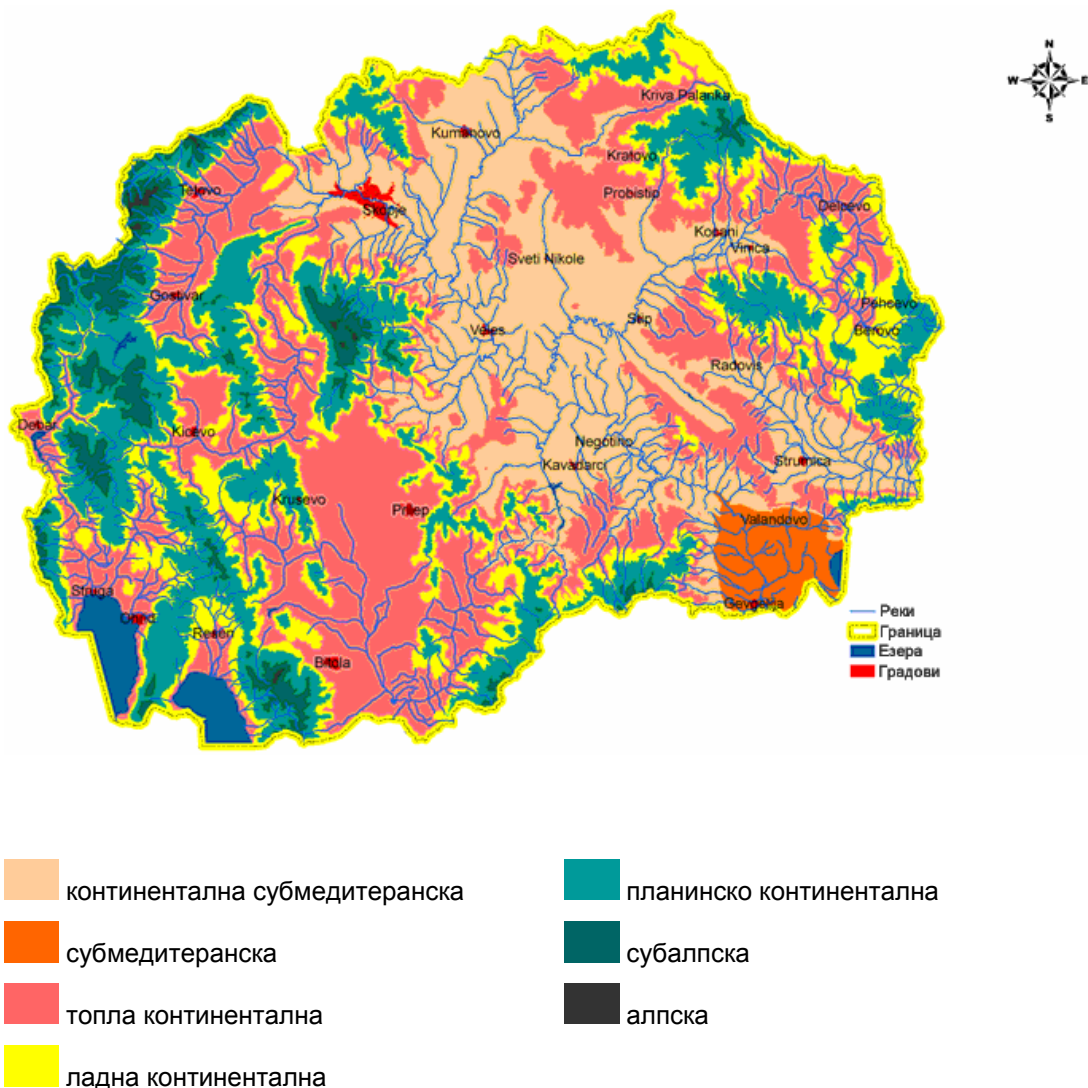 N
W E
S
Kriva Palanka
Kumanovo
Kratovo
Tetovo
Probistip
Skopje
Delcevo
Kocani
Vinica
Sveti Nikole
Gostivar
Pehcevo
Stip
Veles
Berovo
Radovis
Debar
Kicevo
Negotino
Kavadarci
Strumica
Krusevo
Prilep
Valandovo
Struga
Ohrid
Gevgelija
Resen
Bitola
Реки
Граница
Езера
Градови
континентална субмедитеранска
планинско континентална
субмедитеранска
субалпска
топла континентална
алпска
ладна континентална